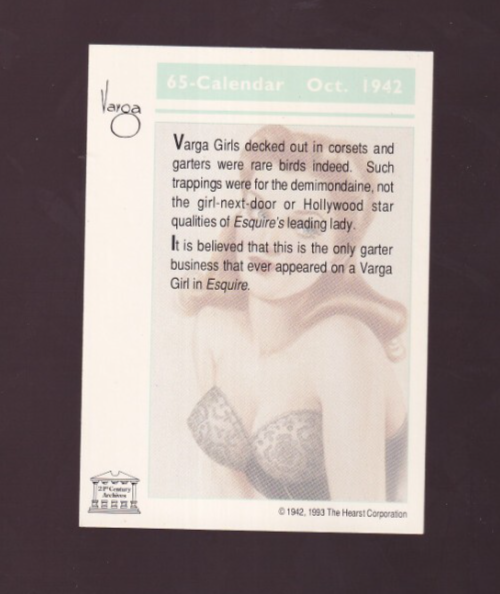 65-Calendar Oct. 1942
Varga
Varga Girls decked out in corsets and
garters were rare birds indeed. Such
trappings were for the demimondaine, not
the girl-next-door or Hollywood star
qualities of Esquire's leading lady.
It is believed that this is the only garter
business that ever appeared on a Varga
Girl in Esquire.
21st Century
Archives
© 1942, 1993 The Hearst Corporation